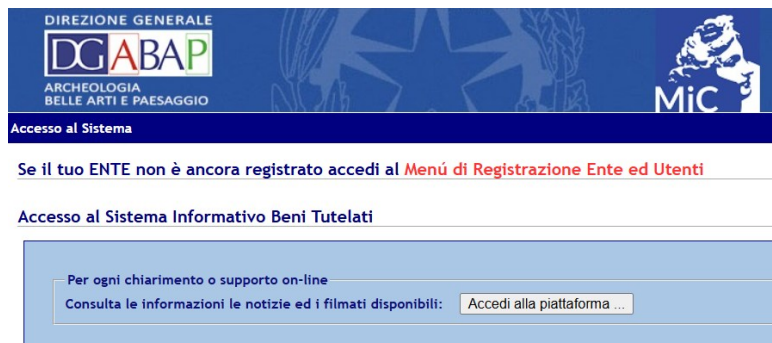 DIREZIONE GENERALE
DGABAP
ARCHEOLOGIA
BELLE ARTI E PAESAGGIO
MiC
Accesso al Sistema
Se il tuo ENTE non è ancora registrato accedi al Menú di Registrazione Ente ed Utenti
Accesso al Sistema Informativo Beni Tutelati
Per ogni chiarimento o supporto on-line
Consulta le informazioni le notizie ed i filmati disponibili: Accedi alla piattaforma ...